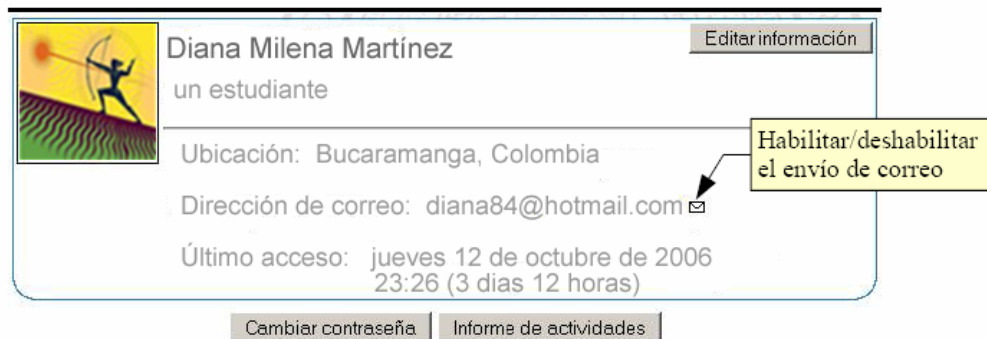 Diana Milena Martínez
Editar información
un estudiante
Ubicación: Bucaramanga, Colombia
Habilitar/deshabilitar
el envío de correo
Dirección de correo: diana84@hotmail.com
Último acceso: jueves 12 de octubre de 2006
23:26 (3 dias 12 horas)
Cambiar contraseña
Informe de actividades